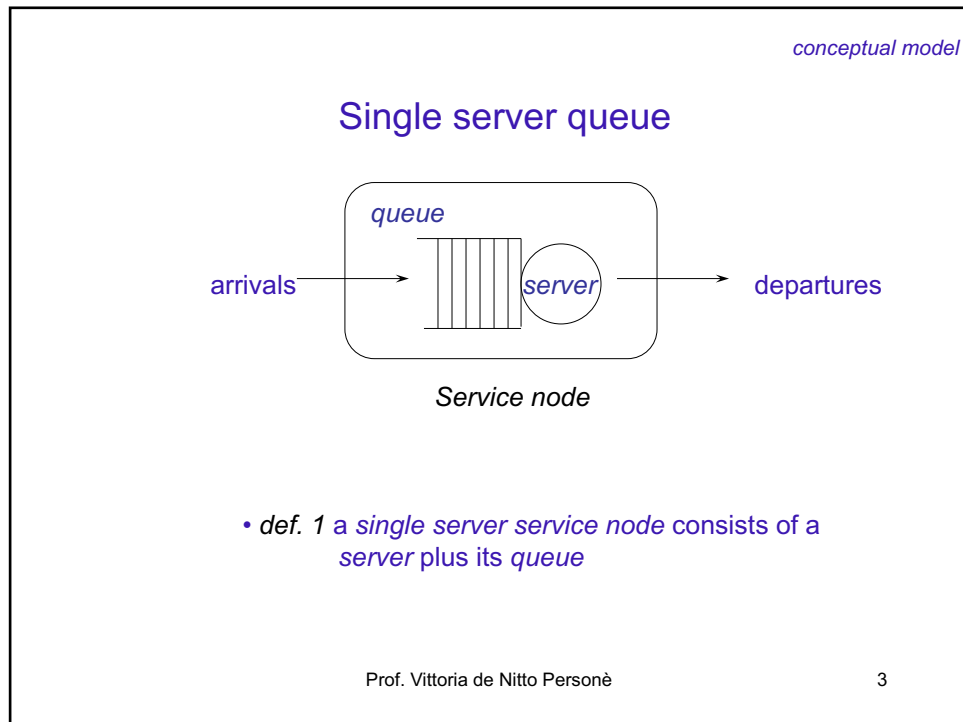 conceptual model
Single server queue
queue
arrivals
server
departures
Service node
• def. 1 a single server service node consists of a
server plus its queue
Prof. Vittoria de Nitto Personè
3